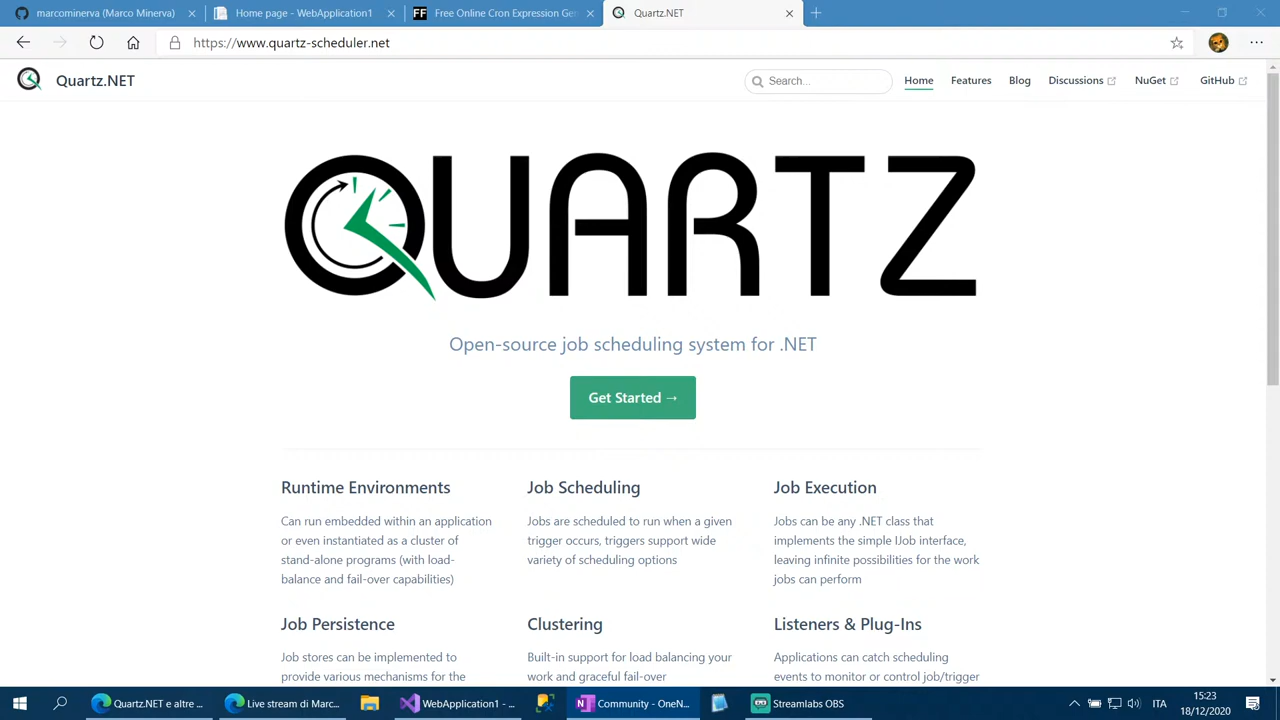 marcominerva (Marco Minerva)
Home page - WebApplication1
FF Free Online Cron Expression Gen
Quartz.NET
https://www.quartz-scheduler.net
Quartz.NET
Search...
Home
Features
Blog
Discussions
NuGet
GitHub
QUARTZ
Open-source job scheduling system for .NET
Get Started →
Runtime Environments
Can run embedded within an application
or even instantiated as a cluster of
stand-alone programs (with load-
balance and fail-over capabilities)
Job Scheduling
Jobs are scheduled to run when a given
trigger occurs, triggers support wide
variety of scheduling options
Job Execution
Jobs can be any .NET class that
implements the simple IJob interface,
leaving infinite possibilities for the work
jobs can perform
Job Persistence
Job stores can be implemented to
provide various mechanisms for the
Clustering
Built-in support for load balancing your
work and graceful fail-over
Listeners & Plug-Ins
Applications can catch scheduling
events to monitor or control job/trigger
Quartz.NET e altre ...
Live stream di Marc...
WebApplication1 - ...
Community - OneN...
Streamlabs OBS
ITA
15:23
18/12/2020